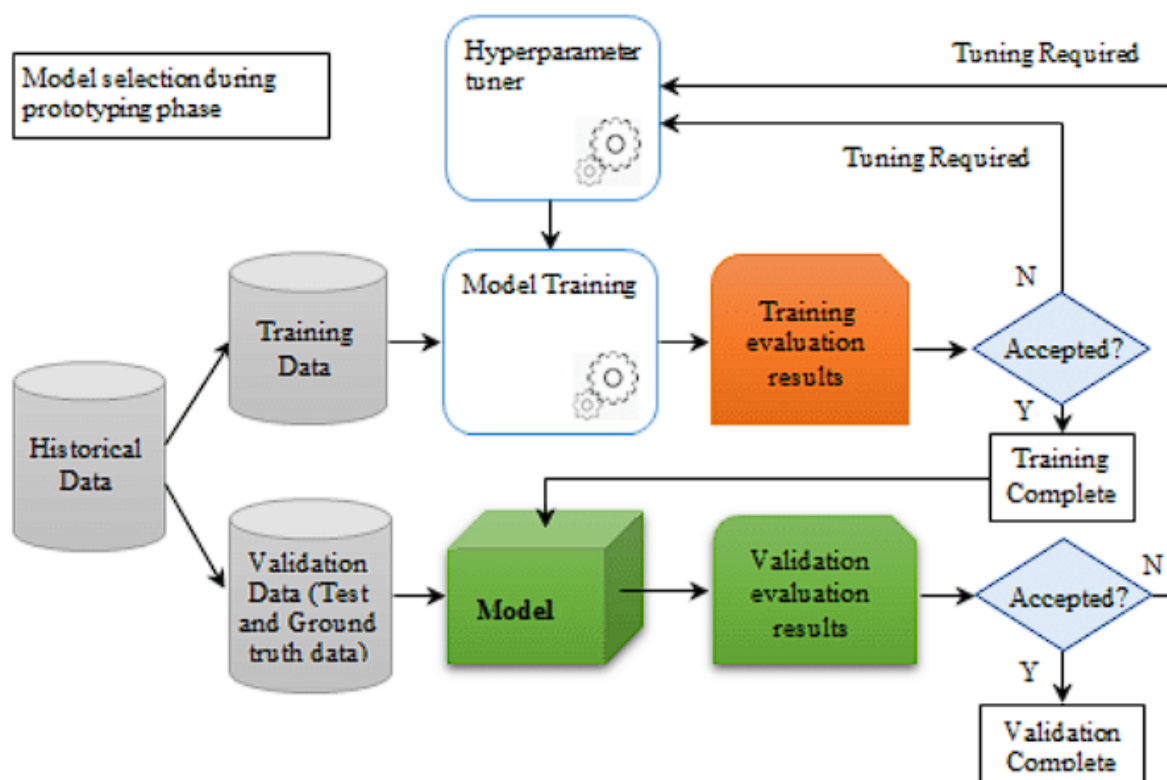 Model selection during
prototyping phase
Hyperparameter
tuner
Tuning Required
Tuning Required
Training
Data
Model Training
Training
evaluation
results
N
Accepted?
Y
Historical
Data
Training
Complete
Validation
Data (Test
and Ground
truth data)
Model
Validation
evaluation
results
Accepted?
N
Y
Validation
Complete